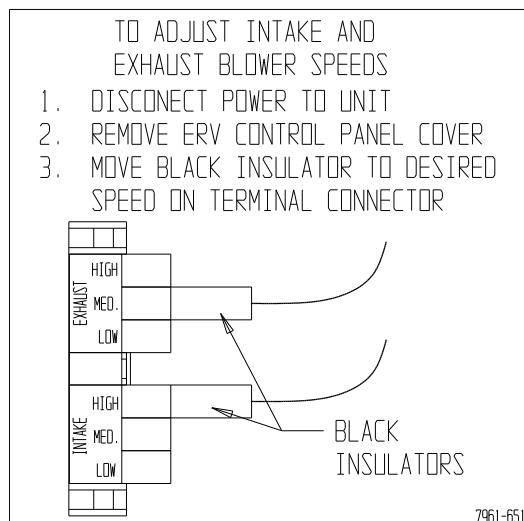 TO ADJUST INTAKE AND
EXHAUST BLOWER SPEEDS
1. DISCONECT POWER TO UNIT
2. REMOVE ERV CONTROL PANEL COVER
3. MOVE BLACK INSULATOR TO DESIRED
SPEED ON TERMINAL CONNECTOR
EXHAUST
HIGH
MED.
LOW
INTAKE
HIGH
MED.
LOW
BLACK
INSULATORS
7961-651